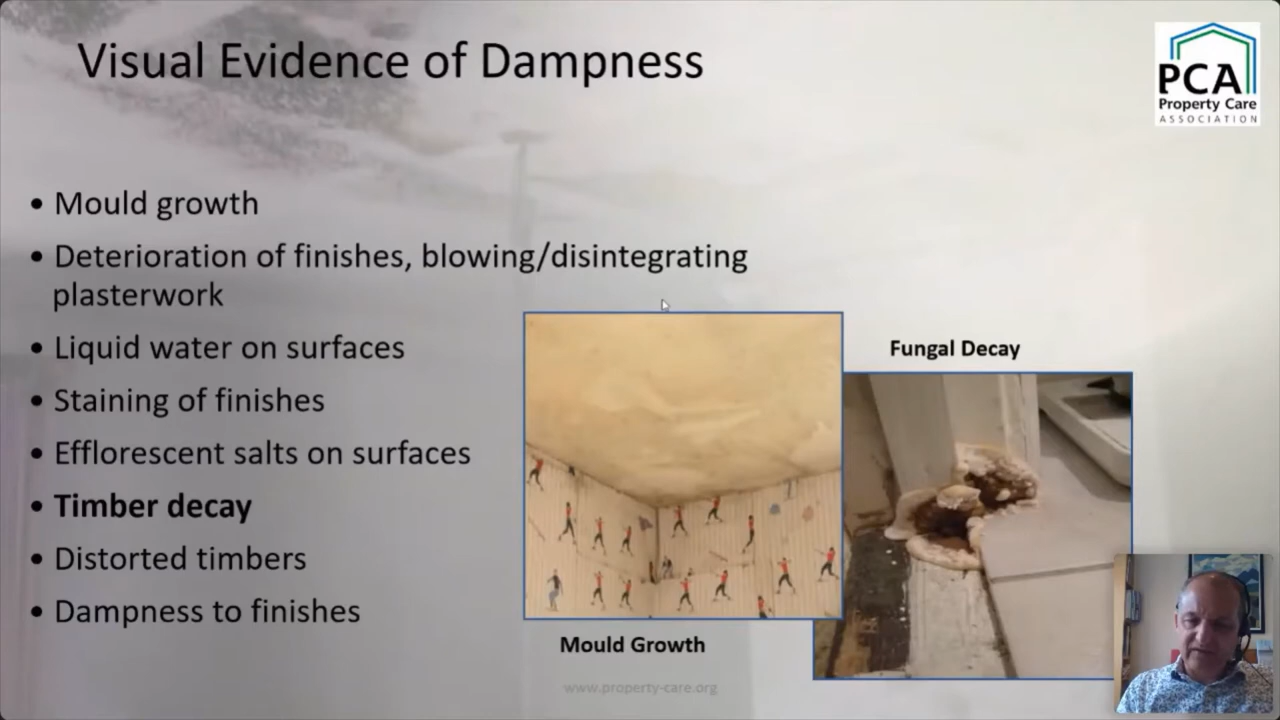 Visual Evidence of Dampness
PCA
Property Care
ASSOCIATION
• Mould growth
• Deterioration of finishes, blowing/disintegrating
plasterwork
• Liquid water on surfaces
• Staining of finishes
• Efflorescent salts on surfaces
• Timber decay
• Distorted timbers
• Dampness to finishes
Fungal Decay
Mould Growth
www.property-care.org